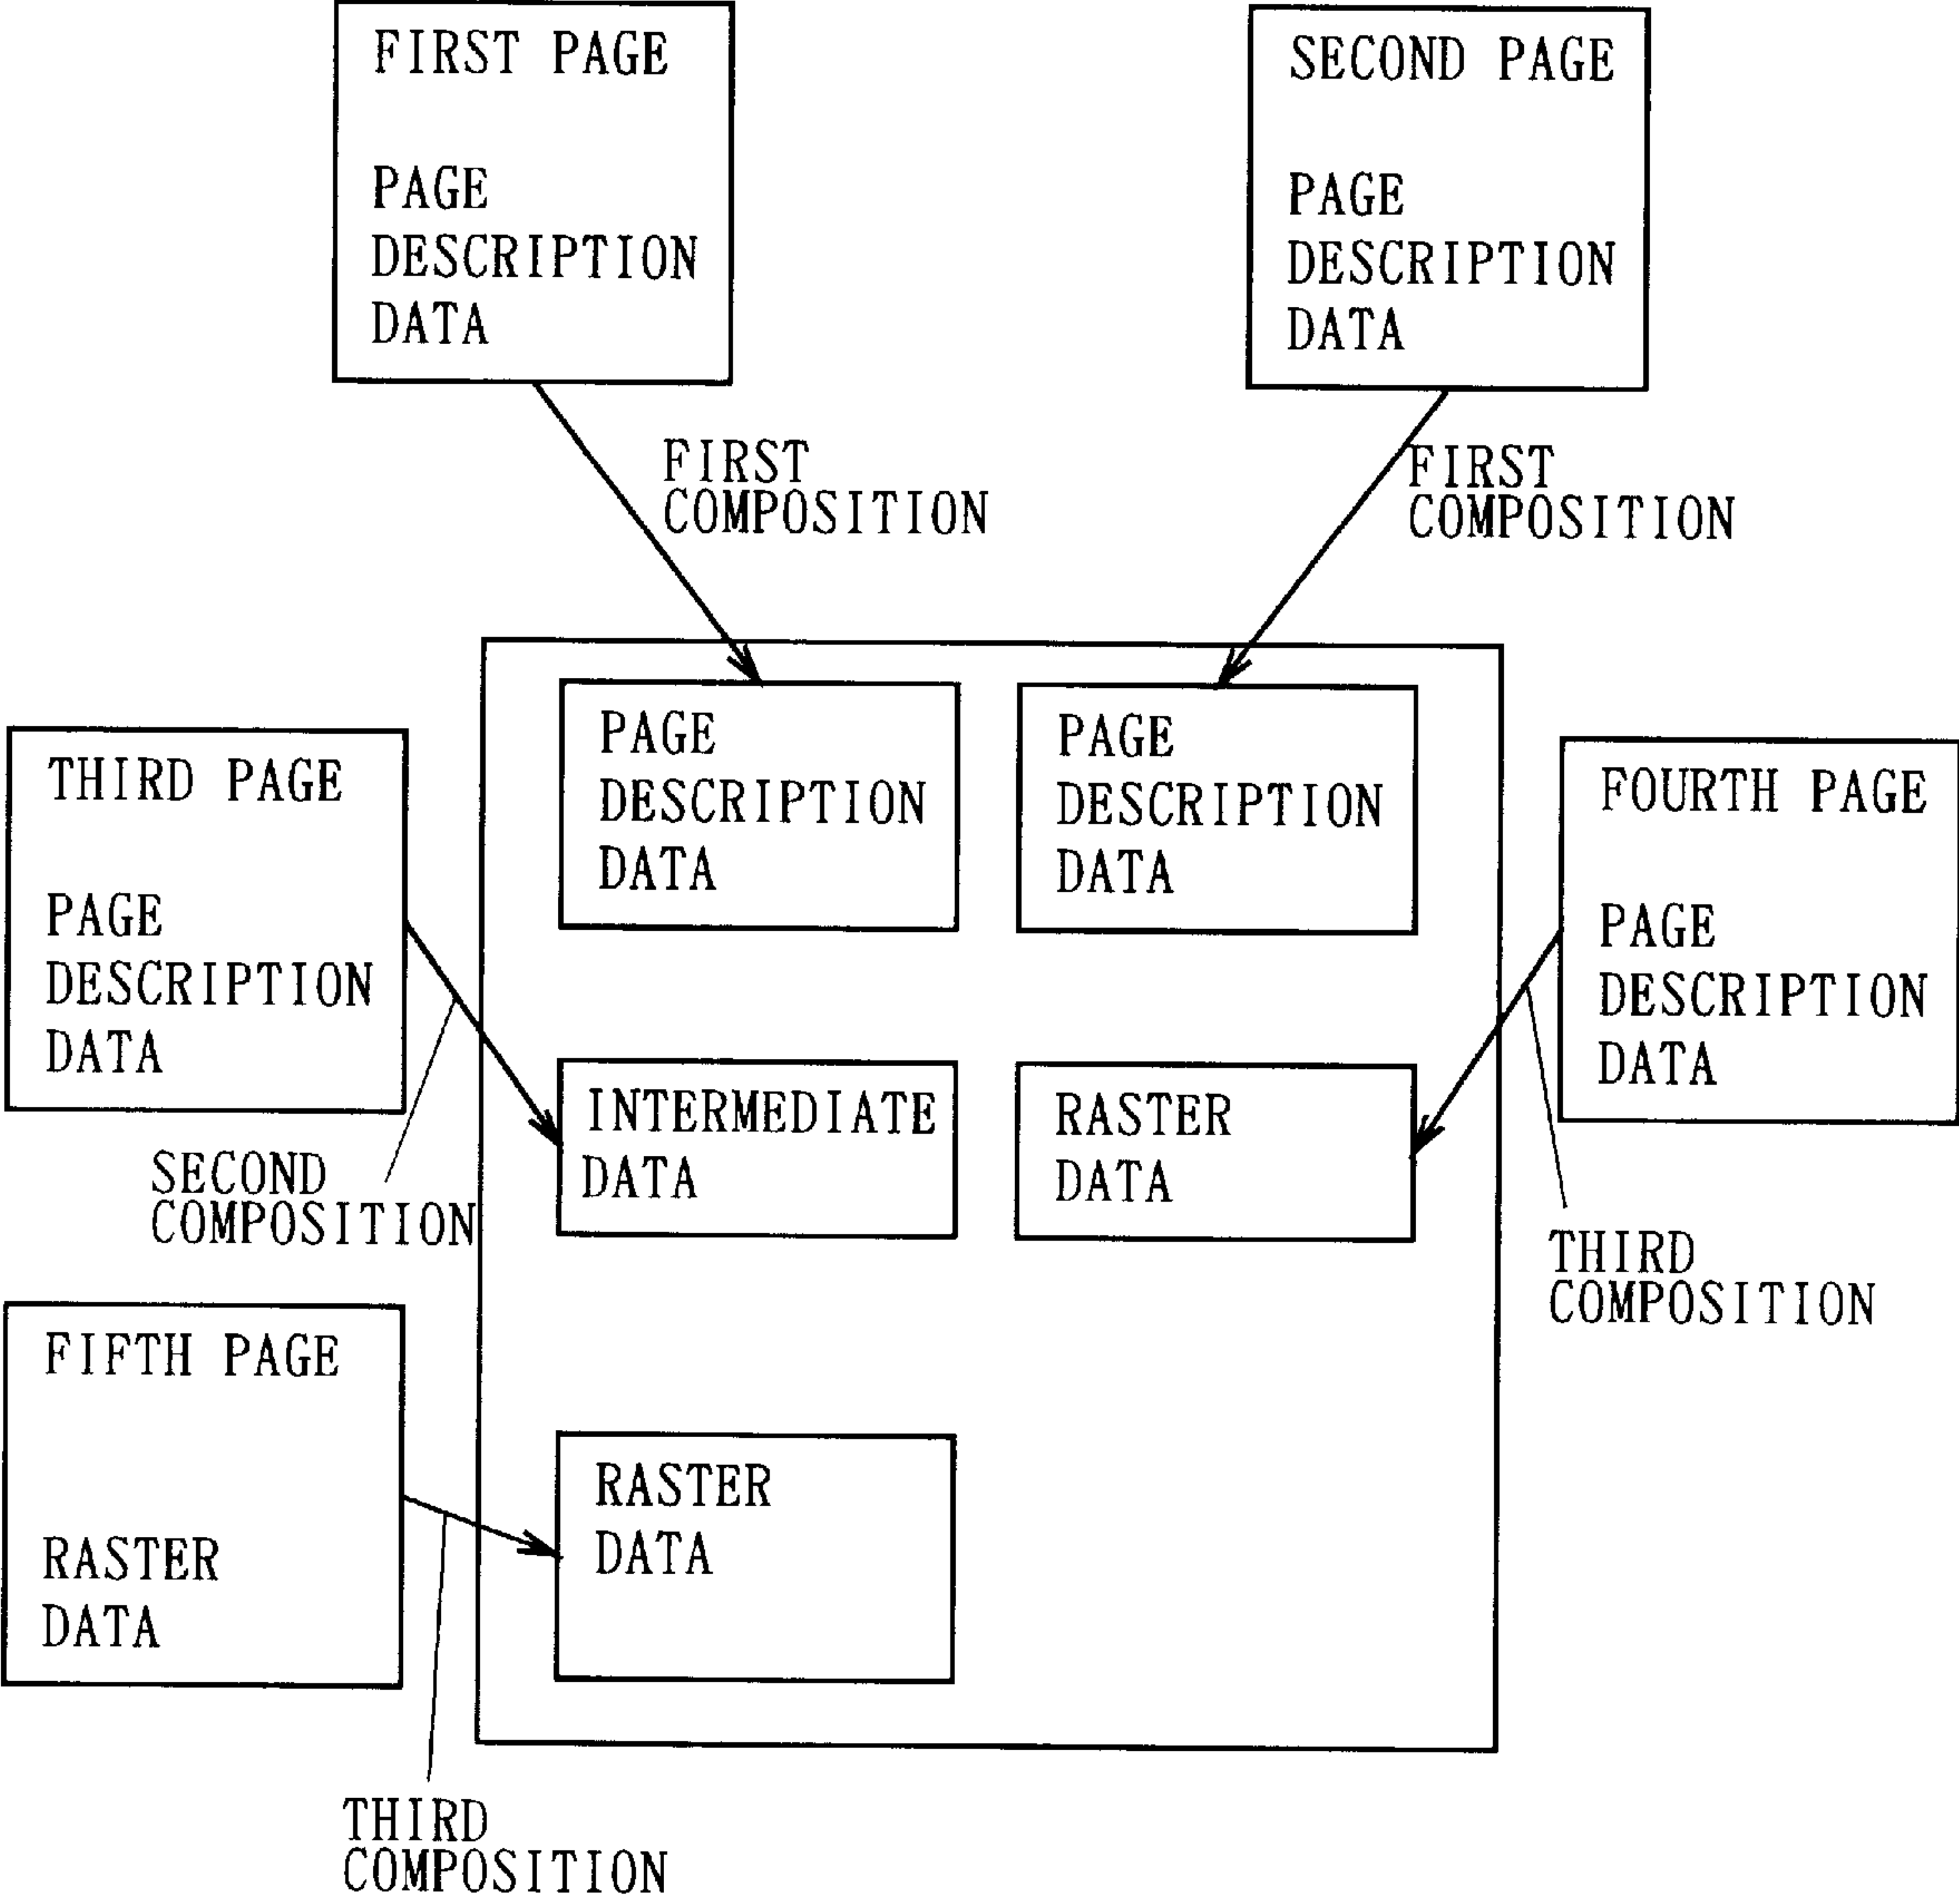 FIRST PAGE
PAGE
DESCRIPTION
DATA
SECOND PAGE
PAGE
DESCRIPTION
DATA
FIRST
COMPOSITION
FIRST
COMPOSITION
PAGE
DESCRIPTION
DATA
PAGE
DESCRIPTION
DATA
THIRD PAGE
PAGE
DESCRIPTION
DATA
FOURTH PAGE
PAGE
DESCRIPTION
DATA
INTERMEDIATE
DATA
RASTER
DATA
SECOND
COMPOSITION
THIRD
COMPOSITION
FIFTH PAGE
RASTER
DATA
RASTER
DATA
THIRD
COMPOSITION